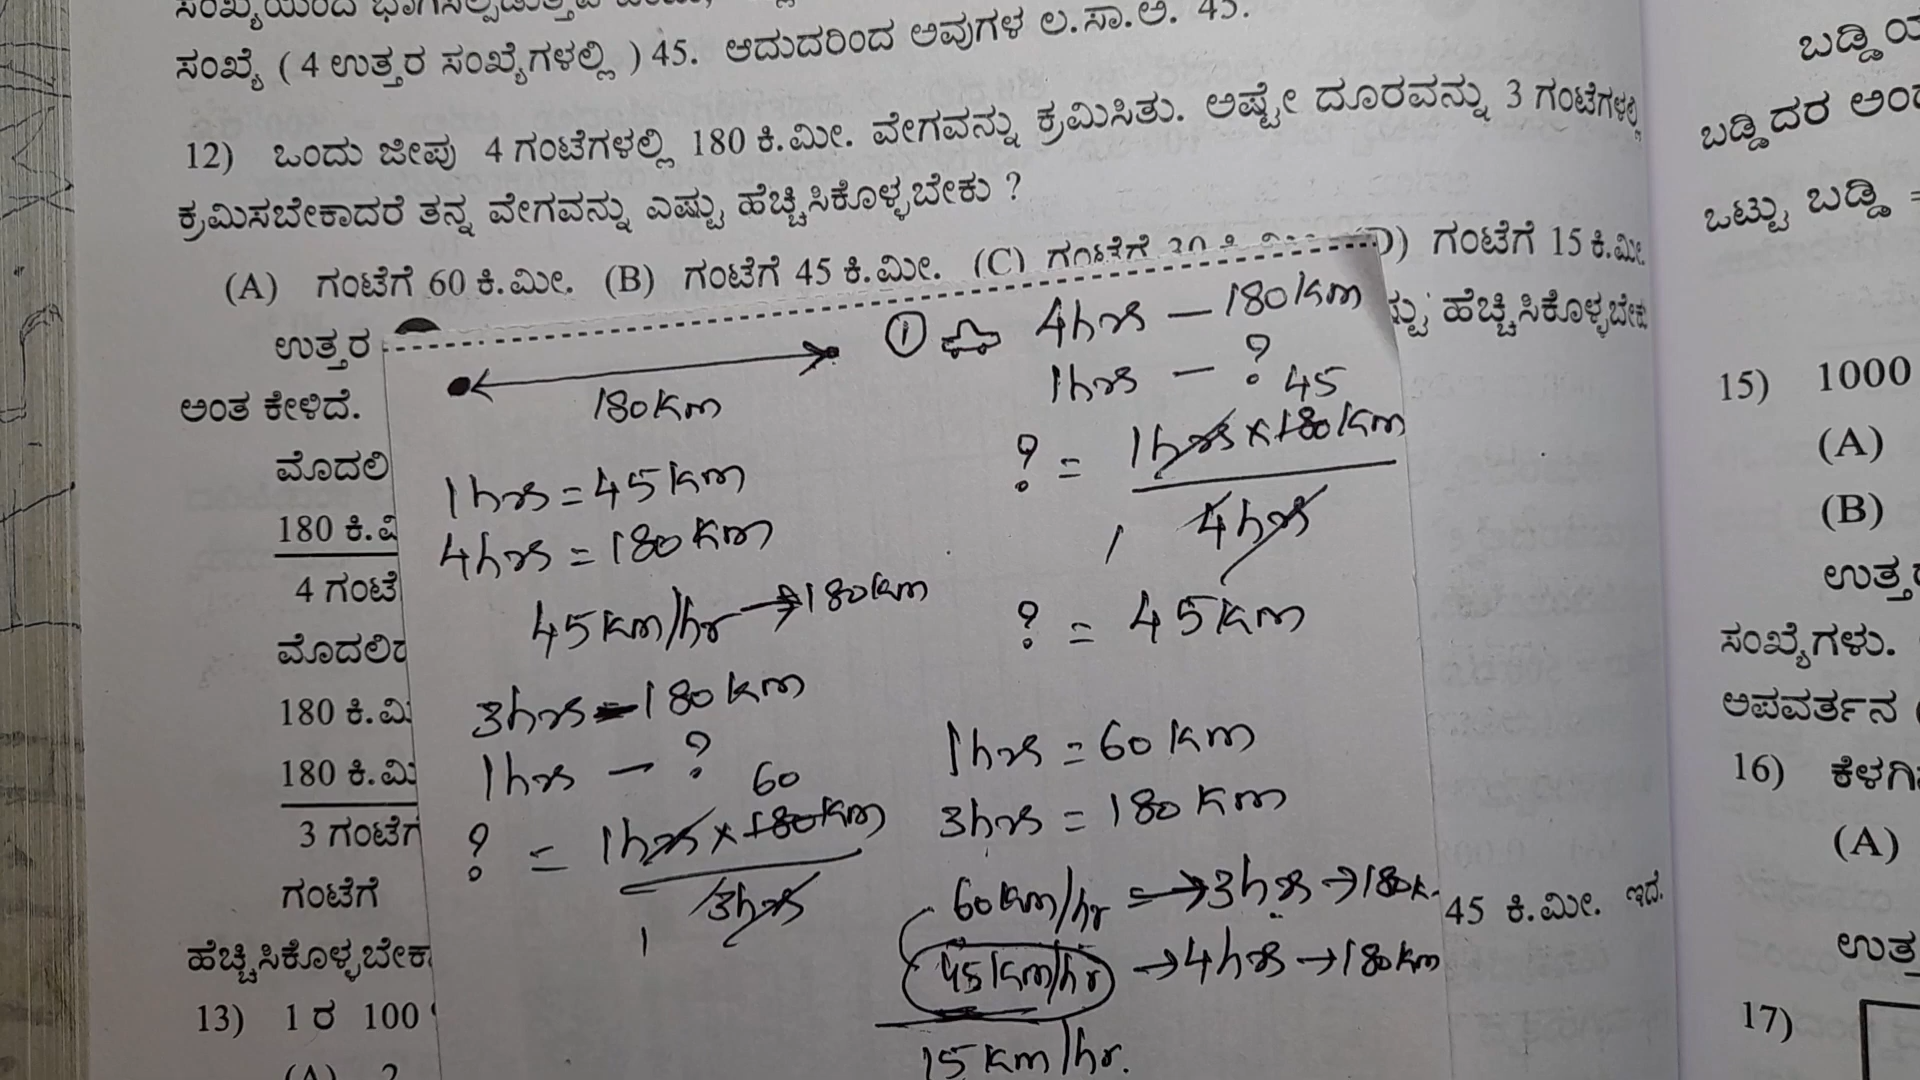 ಸಂಖ್ಯೆ ( 4 ಉತ್ತರ ಸಂಖ್ಯೆಗಳಲ್ಲಿ ) 45. ಆದುದರಿಂದ ಅವುಗಳ ಲ.ಸಾ.ಅ. 45.
12) ಒಂದು ಜೀಪು 4 ಗಂಟೆಗಳಲ್ಲಿ 180 ಕಿ.ಮೀ. ವೇಗವನ್ನು ಕ್ರಮಿಸಿತು. ಅಷ್ಟೇ ದೂರವನ್ನು 3 ಗಂಟೆಗಳಲ್ಲಿ
ಕ್ರಮಿಸಬೇಕಾದರೆ ತನ್ನ ವೇಗವನ್ನು ಎಷ್ಟು ಹೆಚ್ಚಿಸಿಕೊಳ್ಳಬೇಕು ?
(A) ಗಂಟೆಗೆ 60 ಕಿ.ಮೀ. (B) ಗಂಟೆಗೆ 45 ಕಿ.ಮೀ. (C) ಗಂಟೆಗೆ 30 D) ಗಂಟೆಗೆ 15 ಕಿ.ಮೀ
ಉತ್ತರ ಹೆಚ್ಚಿಸಿಕೊಳ್ಳಬೇಕು
ಅಂತ ಕೇಳಿದೆ.
ಮೊದಲಿ
180 ಕಿ.ಮಿ
4 ಗಂಟೆ
ಮೊದಲಿ
180 ಕಿ.ಮಿ
180 ಕಿ.ಮಿ
3 ಗಂಟೆಗ
ಗಂಟೆಗೆ 45 ಕಿ.ಮೀ. ಇದೆ.
ಹೆಚ್ಚಿಸಿಕೊಳ್ಳಬೇಕಾ
13) 1 ರ 100
(A) 2
180km
1hrs = 45km
4hrs = 180km
45km/hr → 180km
3hrs - 180km
1hrs - ?
60
? = 1hrs × 180km
3hrs
1
① 4hrs - 180km
1hrs - ?
45
? = 1hrs × 180km
1 4hrs
? = 45km
1hrs = 60km
3hrs = 180km
60km/hr → 3hrs → 180k
45km/hr → 4hrs → 180km
15km/hr.
ಬಡ್ಡಿಯ
ಬಡ್ಡಿದರ
ಒಟ್ಟು ಬಡ್ಡಿ =
15) 1000
(A)
(B)
ಉತ್ತ
ಸಂಖ್ಯೆಗಳು.
ಅಪವರ್ತನ (
16) ಕೆಳಗಿ
(A)
ಉತ್ತ
17)